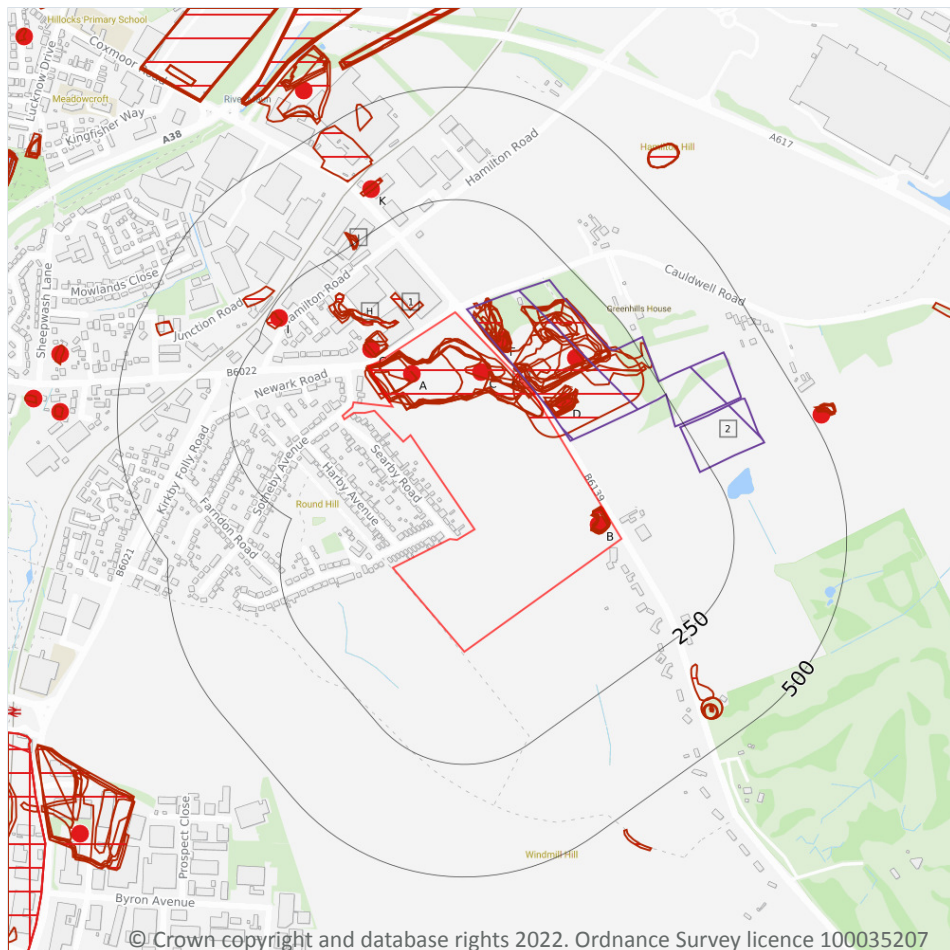 Hillocks Primary School
Coxmoor Road
Lucknow Drive
Meadowcroft
Kingfisher Way
A38
A617
Hamilton Hill
Hamilton Road
K
Sheepwash Lane
Mowlands Close
Cauldwell Road
Hamilton Road
1
H
Junction Road
Greenhills House
I
B6022
Newark Road
A
C
D
2
Kirkby Folly Road
Sotheby Avenue
Searby Road
Harby Avenue
Round Hill
Farndon Road
B6139
B
B6021
250
500
Prospect Close
Windmill Hill
Byron Avenue
© Crown copyright and database rights 2022. Ordnance Survey licence 100035207